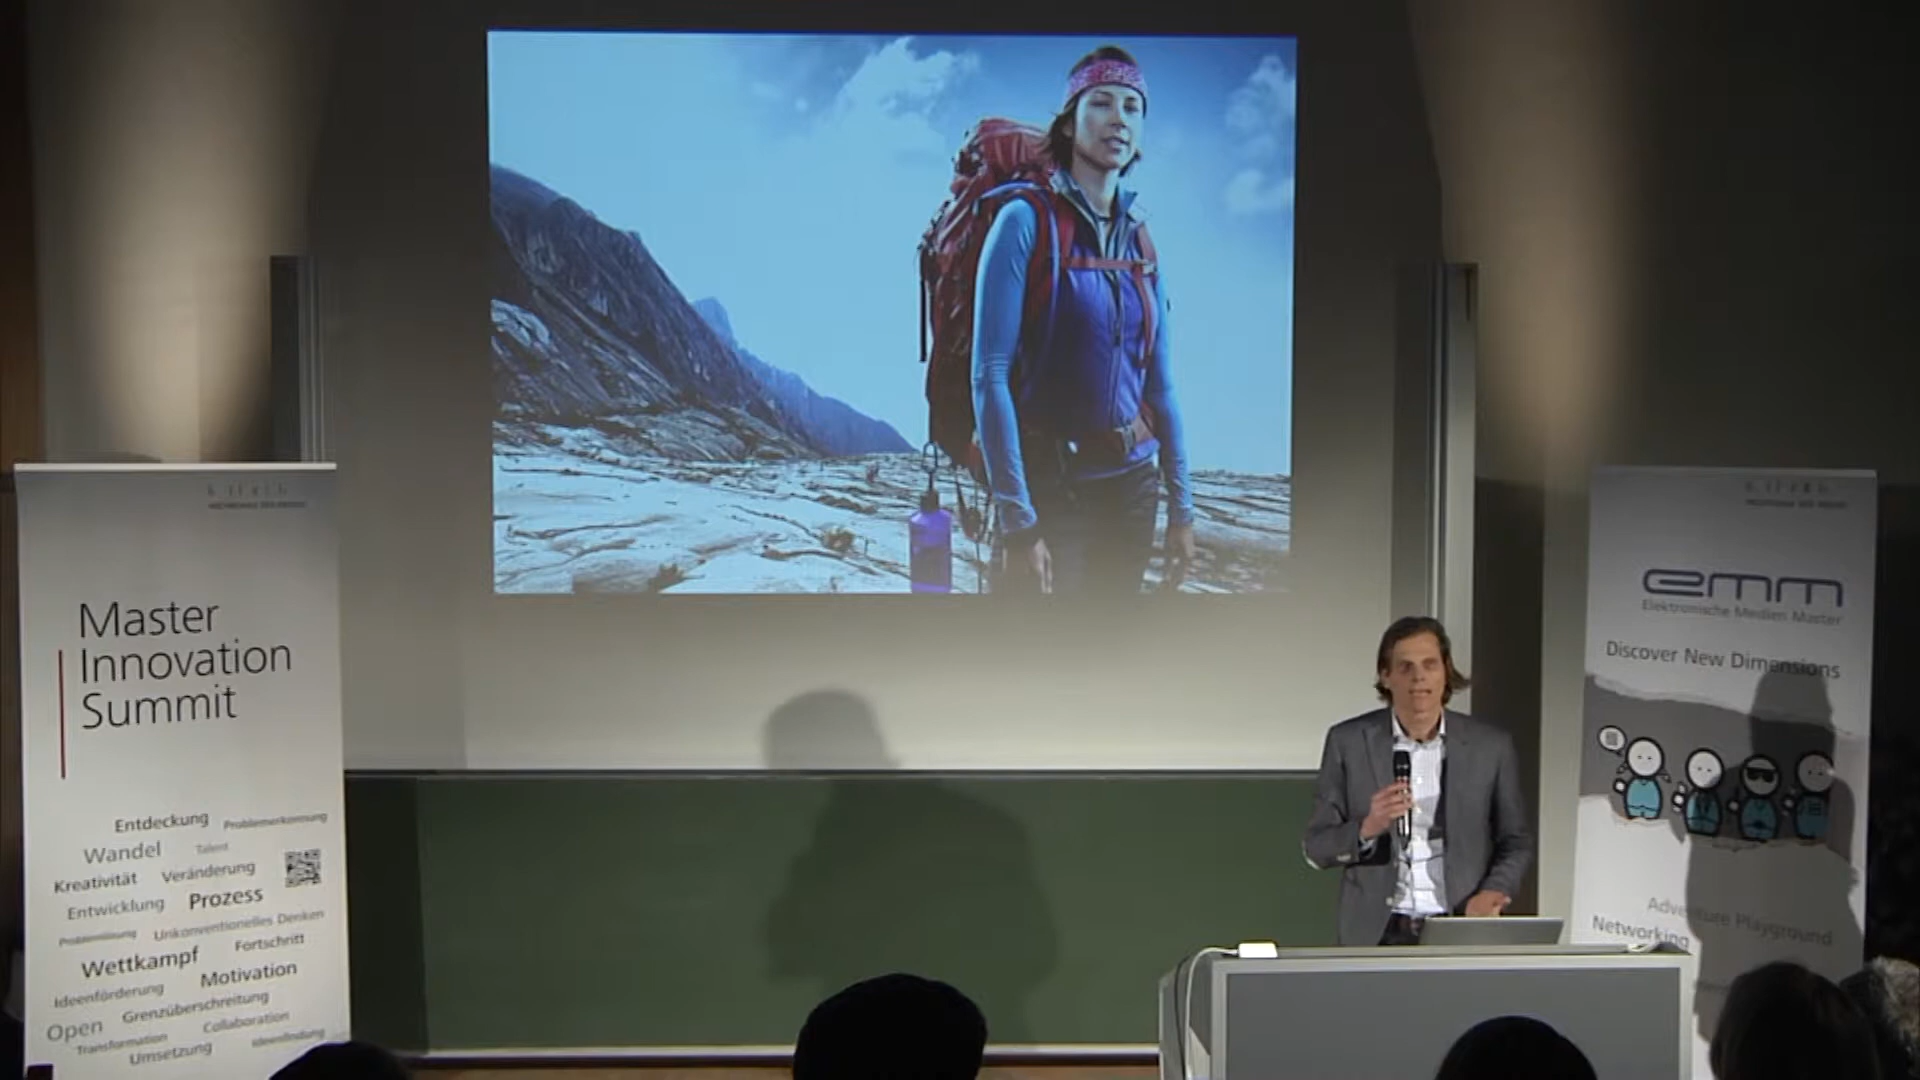 Master
Innovation
Summit
Entdeckung Problemerkennung
Wandel Talent
Kreativität Veränderung
Entwicklung Prozess
Problemlösung Unkonventionelles Denken
Wettkampf Fortschritt
Ideenförderung Motivation
Open Grenzüberschreitung
Transformation Collaboration
Umsetzung Ideenfindung
emm
Elektronische Medien Master
Discover New Dimensions
Adventure Playground
Networking